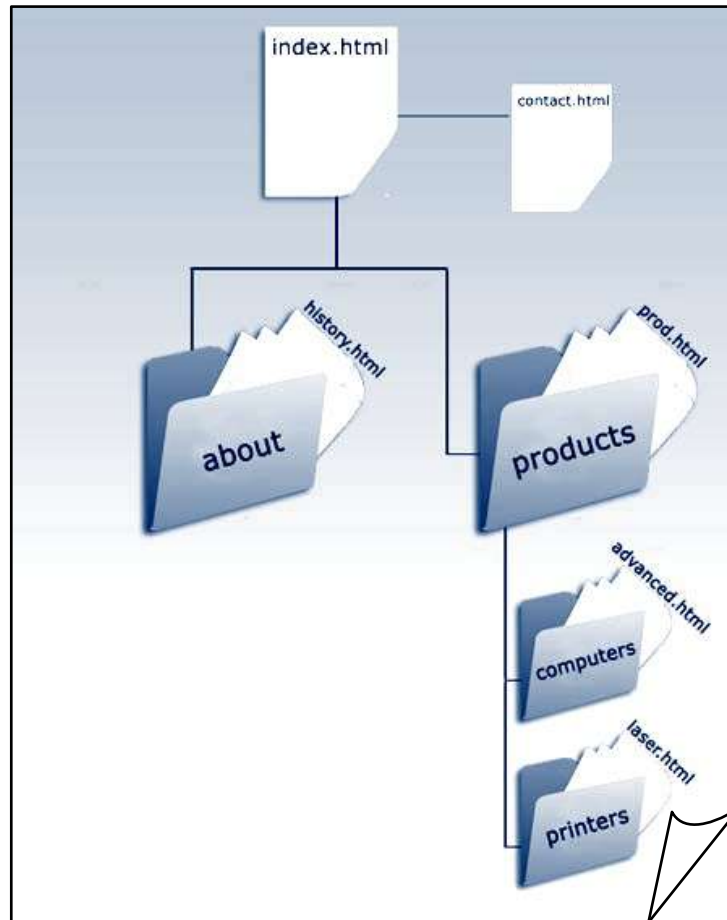 index.html
contact.html
history.html
about
prod.html
products
advanced.html
computers
laser.html
printers